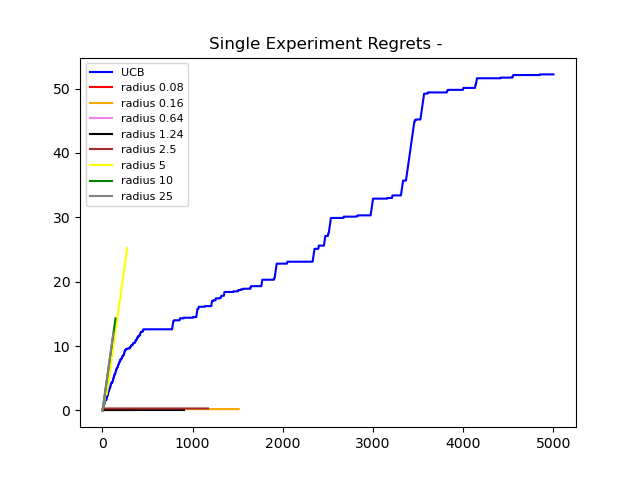 Single Experiment Regrets -
UCB
radius 0.08
radius 0.16
radius 0.64
radius 1.24
radius 2.5
radius 5
radius 10
radius 25
50
40
30
20
10
0
0 1000 2000 3000 4000 5000